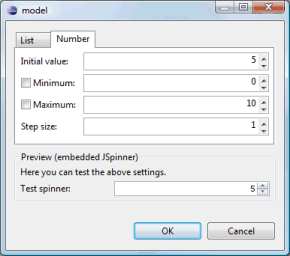 model
List Number
Initial value: 5
Minimum: 0
Maximum: 10
Step size: 1
Preview (embedded JSpinner)
Here you can test the above settings.
Test spinner: 5
OK Cancel